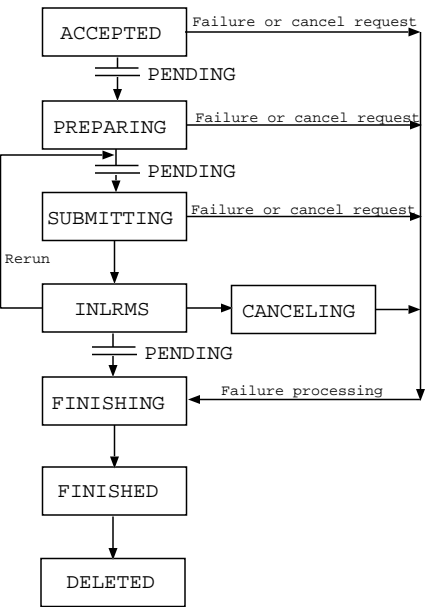 ACCEPTED
Failure or cancel request
PENDING
PREPARING
Failure or cancel request
PENDING
SUBMITTING
Failure or cancel request
Rerun
INLRMS
CANCELING
PENDING
FINISHING
Failure processing
FINISHED
DELETED